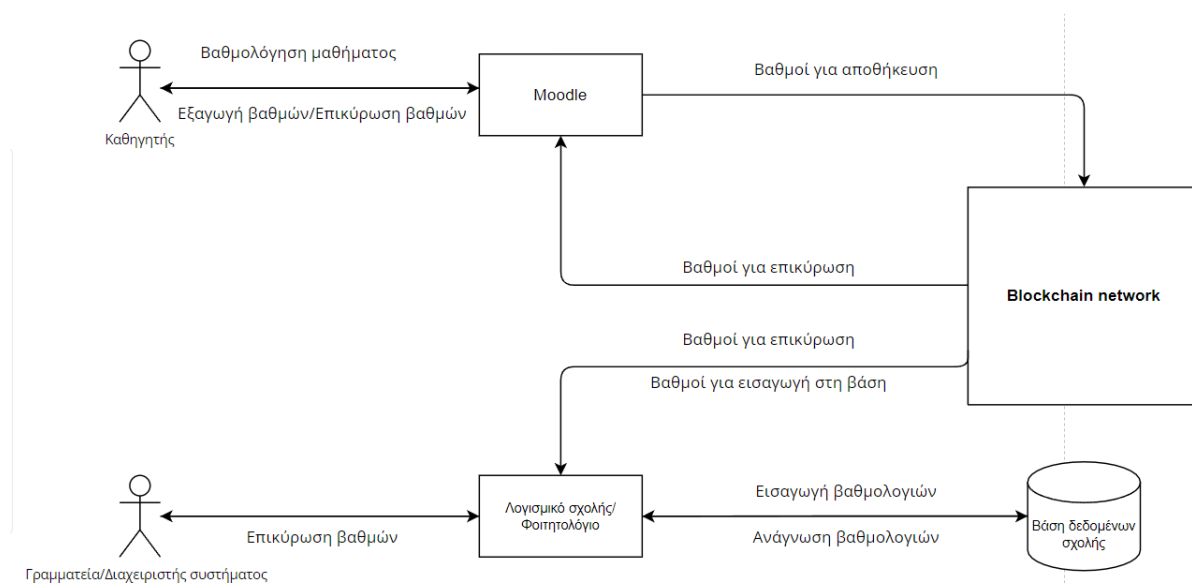 Βαθμολόγηση μαθήματος
Εξαγωγή βαθμών/Επικύρωση βαθμών
Καθηγητής
Moodle
Βαθμοί για αποθήκευση
Βαθμοί για επικύρωση
Blockchain network
Βαθμοί για επικύρωση
Βαθμοί για εισαγωγή στη βάση
Επικύρωση βαθμών
Γραμματεία/Διαχειριστής συστήματος
Λογισμικό σχολής/
Φοιτητολόγιο
Εισαγωγή βαθμολογιών
Ανάγνωση βαθμολογιών
Βάση δεδομένων
σχολής